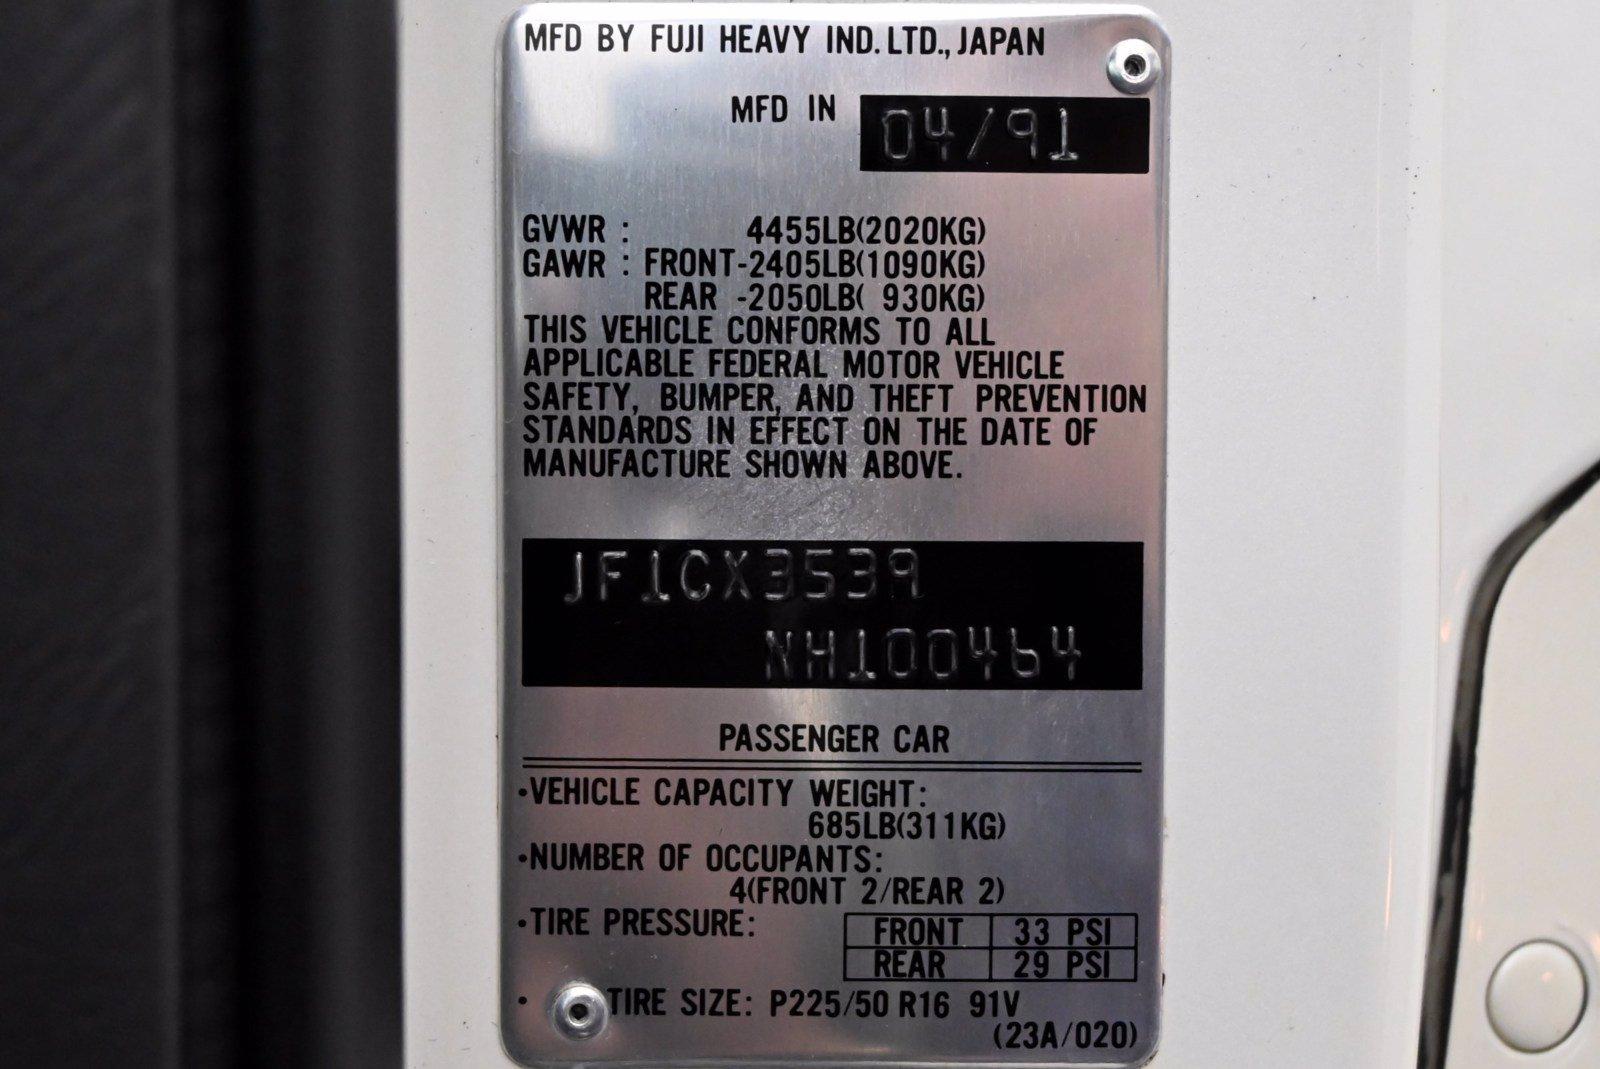 MFD BY FUJI HEAVY IND. LTD., JAPAN
MFD IN 04/91
GVWR : 4455LB(2020KG)
GAWR : FRONT-2405LB(1090KG)
REAR -2050LB( 930KG)
THIS VEHICLE CONFORMS TO ALL
APPLICABLE FEDERAL MOTOR VEHICLE
SAFETY, BUMPER, AND THEFT PREVENTION
STANDARDS IN EFFECT ON THE DATE OF
MANUFACTURE SHOWN ABOVE.
JF1CX3539
NH100464
PASSENGER CAR
•VEHICLE CAPACITY WEIGHT:
685LB(311KG)
•NUMBER OF OCCUPANTS:
4(FRONT 2/REAR 2)
•TIRE PRESSURE: FRONT 33 PSI
REAR 29 PSI
• TIRE SIZE: P225/50 R16 91V
(23A/020)